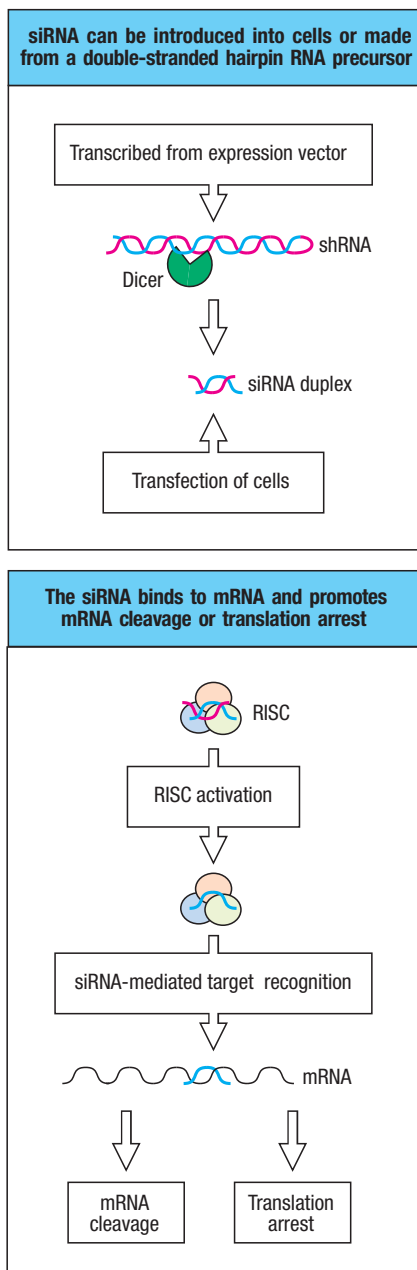 siRNA can be introduced into cells or made
from a double-stranded hairpin RNA precursor
Transcribed from expression vector
shRNA
Dicer
siRNA duplex
Transfection of cells
The siRNA binds to mRNA and promotes
mRNA cleavage or translation arrest
RISC
RISC activation
siRNA-mediated target recognition
mRNA
mRNA
cleavage
Translation
arrest